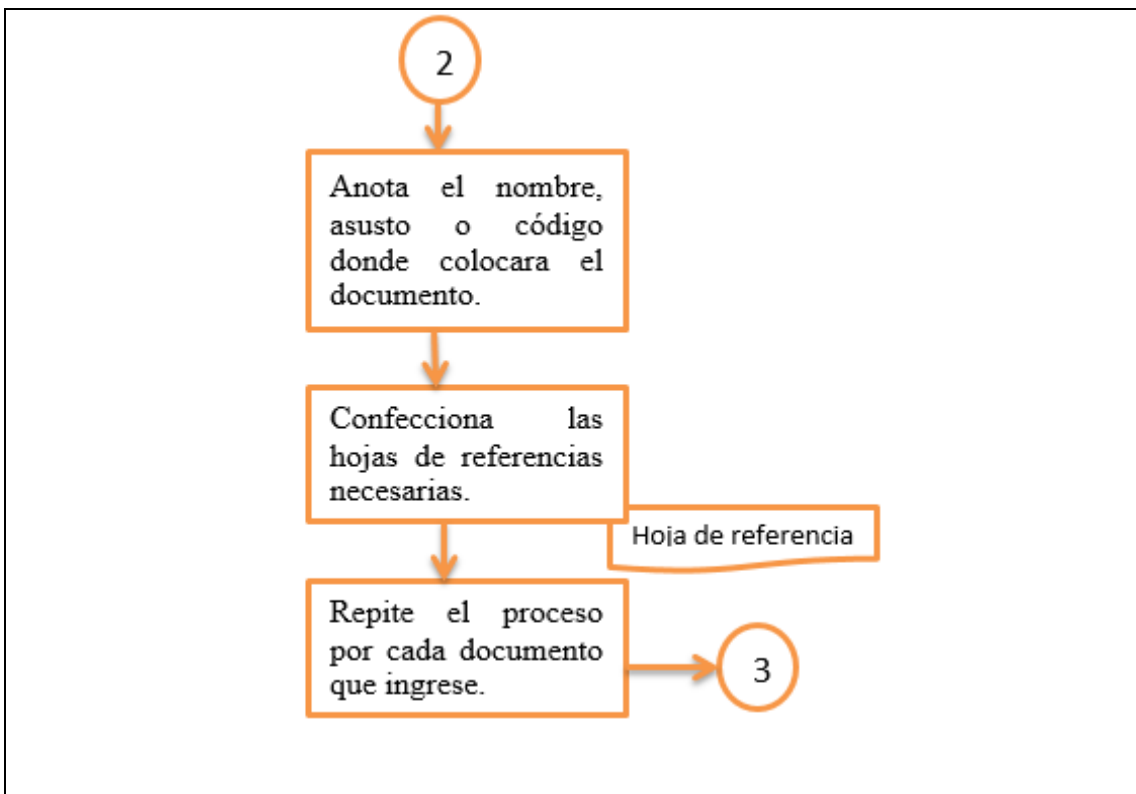 2
Anota el nombre,
asusto o código
donde colocara el
documento.
Confecciona las
hojas de referencias
necesarias.
Hoja de referencia
Repite el proceso
por cada documento
que ingrese.
3